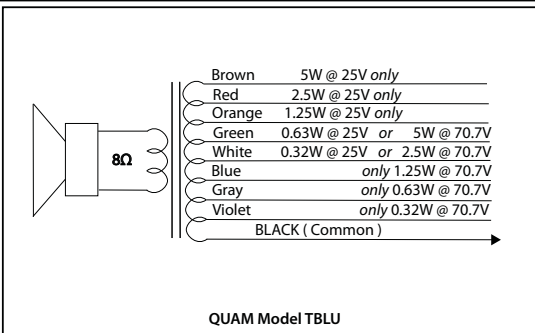 Brown 5W @ 25V only
Red 2.5W @ 25V only
Orange 1.25W @ 25V only
Green 0.63W @ 25V or 5W @ 70.7V
White 0.32W @ 25V or 2.5W @ 70.7V
Blue only 1.25W @ 70.7V
Gray only 0.63W @ 70.7V
Violet only 0.32W @ 70.7V
BLACK ( Common )
8Ω
QUAM Model TBLU